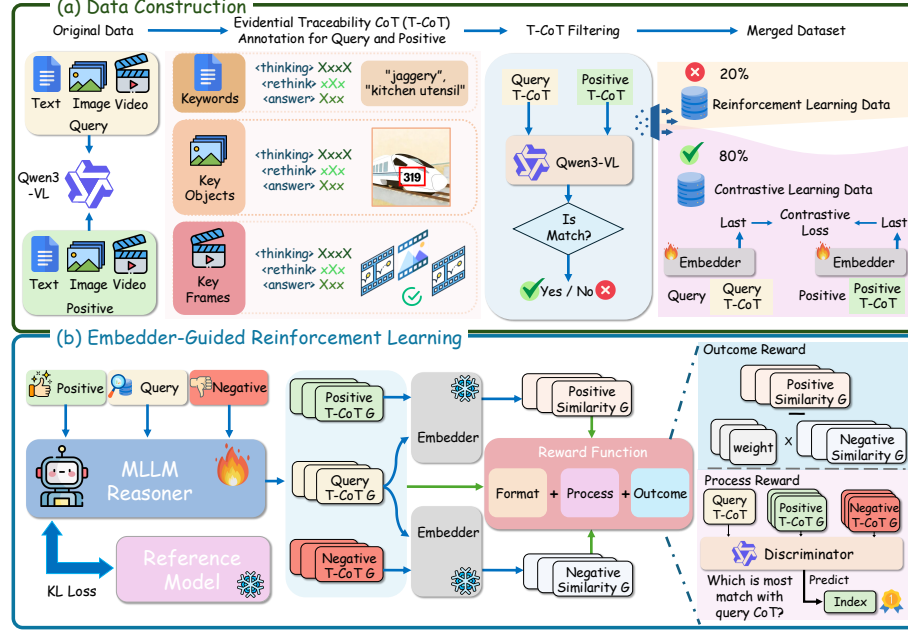 (a) Data Construction
Original Data
Evidential Traceability CoT (T-CoT)
Annotation for Query and Positive
T-CoT Filtering
Merged Dataset
Text
Image
Video
Query
Qwen3
-VL
Text
Image
Video
Positive
Keywords
<thinking> XxxX
<rethink> xXx
<answer> Xxx
"jaggery",
"kitchen utensil"
Key
Objects
<thinking> XxxX
<rethink> xXx
<answer> Xxx
319
Key
Frames
<thinking> XxxX
<rethink> xXx
<answer> Xxx
Query
T-CoT
Positive
T-CoT
Qwen3-VL
Is
Match?
Yes / No
20%
Reinforcement Learning Data
80%
Contrastive Learning Data
Last
Contrastive
Loss
Last
Embedder
Embedder
Query
Query
T-CoT
Positive
Positive
T-CoT
(b) Embedder-Guided Reinforcement Learning
Positive
Query
Negative
MLLM
Reasoner
KL Loss
Reference
Model
Positive
T-CoT G
Query
T-CoT G
Negative
T-CoT G
Embedder
Embedder
Positive
Similarity G
Reward Function
Format + Process + Outcome
Negative
Similarity G
Outcome Reward
Positive
Similarity G
—
weight x Negative
Similarity G
Process Reward
Query
T-CoT
Positive
T-CoT G
Negative
T-CoT G
Discriminator
Which is most
match with
query CoT?
Predict
Index
1